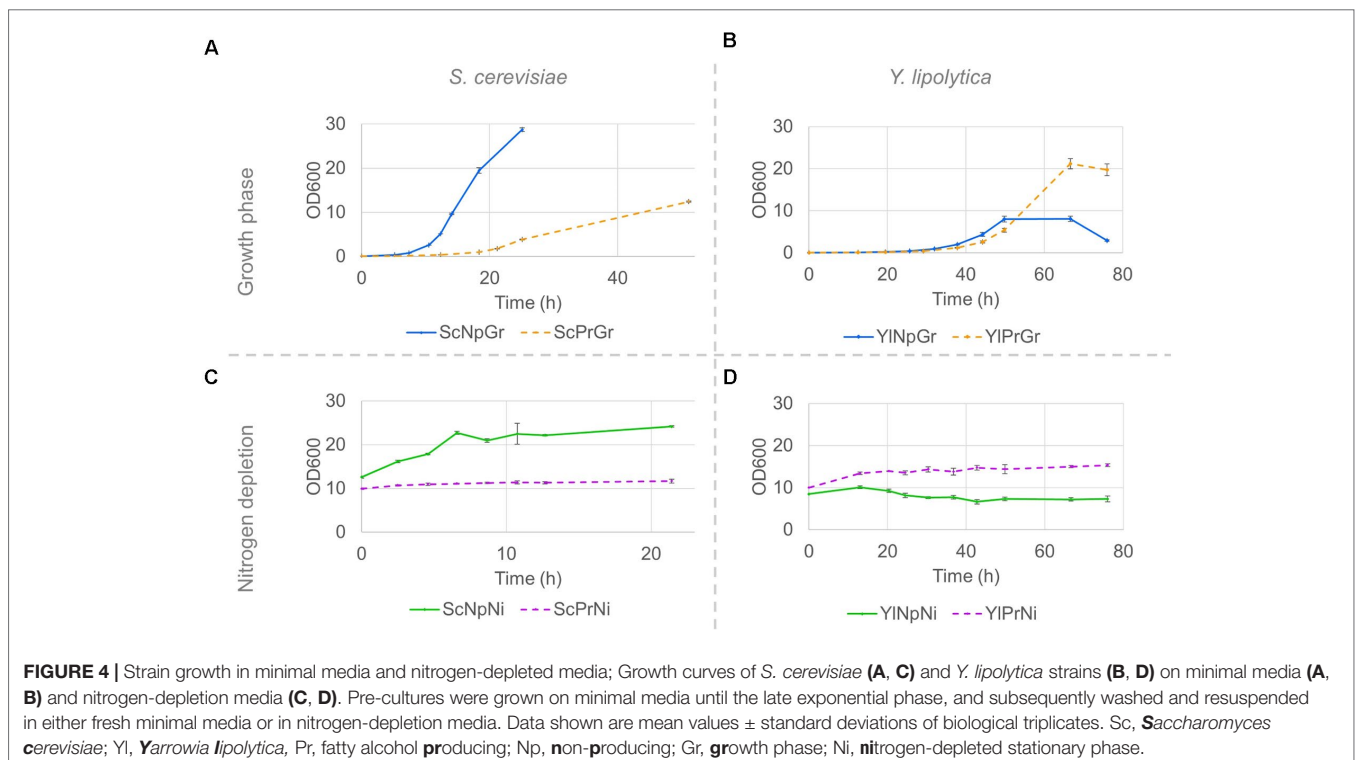 A
B
S. cerevisiae
Y. lipolytica
Growth phase
OD600
30
20
10
0
0
20
40
Time (h)
ScNpGr
ScPrGr
OD600
30
20
10
0
0
20
40
60
80
Time (h)
YlNpGr
YlPrGr
C
D
Nitrogen depletion
OD600
30
20
10
0
0
10
20
Time (h)
ScNpNi
ScPrNi
OD600
30
20
10
0
0
20
40
60
80
Time (h)
YlNpNi
YlPrNi
FIGURE 4 | Strain growth in minimal media and nitrogen-depleted media; Growth curves of S. cerevisiae (A, C) and Y. lipolytica strains (B, D) on minimal media (A,
B) and nitrogen-depletion media (C, D). Pre-cultures were grown on minimal media until the late exponential phase, and subsequently washed and resuspended
in either fresh minimal media or in nitrogen-depletion media. Data shown are mean values ± standard deviations of biological triplicates. Sc, Saccharomyces
cerevisiae; Yl, Yarrowia lipolytica, Pr, fatty alcohol producing; Np, non-producing; Gr, growth phase; Ni, nitrogen-depleted stationary phase.